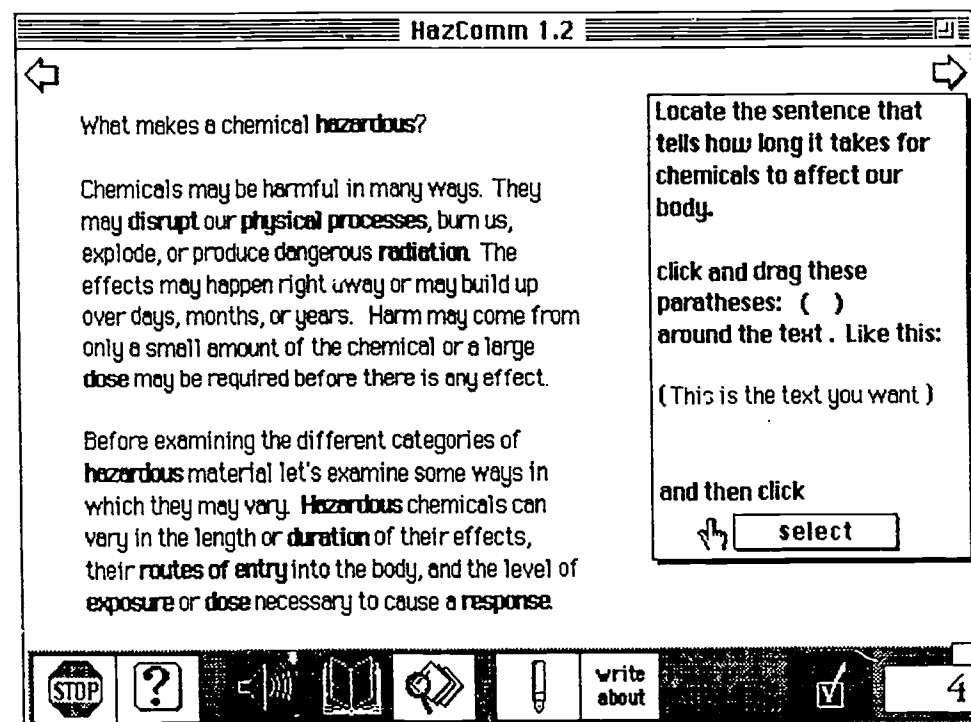 HazComm 1.2
What makes a chemical hazardous?
Chemicals may be harmful in many ways. They
may disrupt our physical processes, burn us,
explode, or produce dangerous radiation. The
effects may happen right away or may build up
over days, months, or years. Harm may come from
only a small amount of the chemical or a large
dose may be required before there is any effect.
Before examining the different categories of
hazardous material let's examine some ways in
which they may vary. Hazardous chemicals can
vary in the length or duration of their effects,
their routes of entry into the body, and the level of
exposure or dose necessary to cause a response.
Locate the sentence that
tells how long it takes for
chemicals to affect our
body.
click and drag these
paratheses: ( )
around the text . Like this:
(This is the text you want )
and then click
select
STOP
?
write
about
4